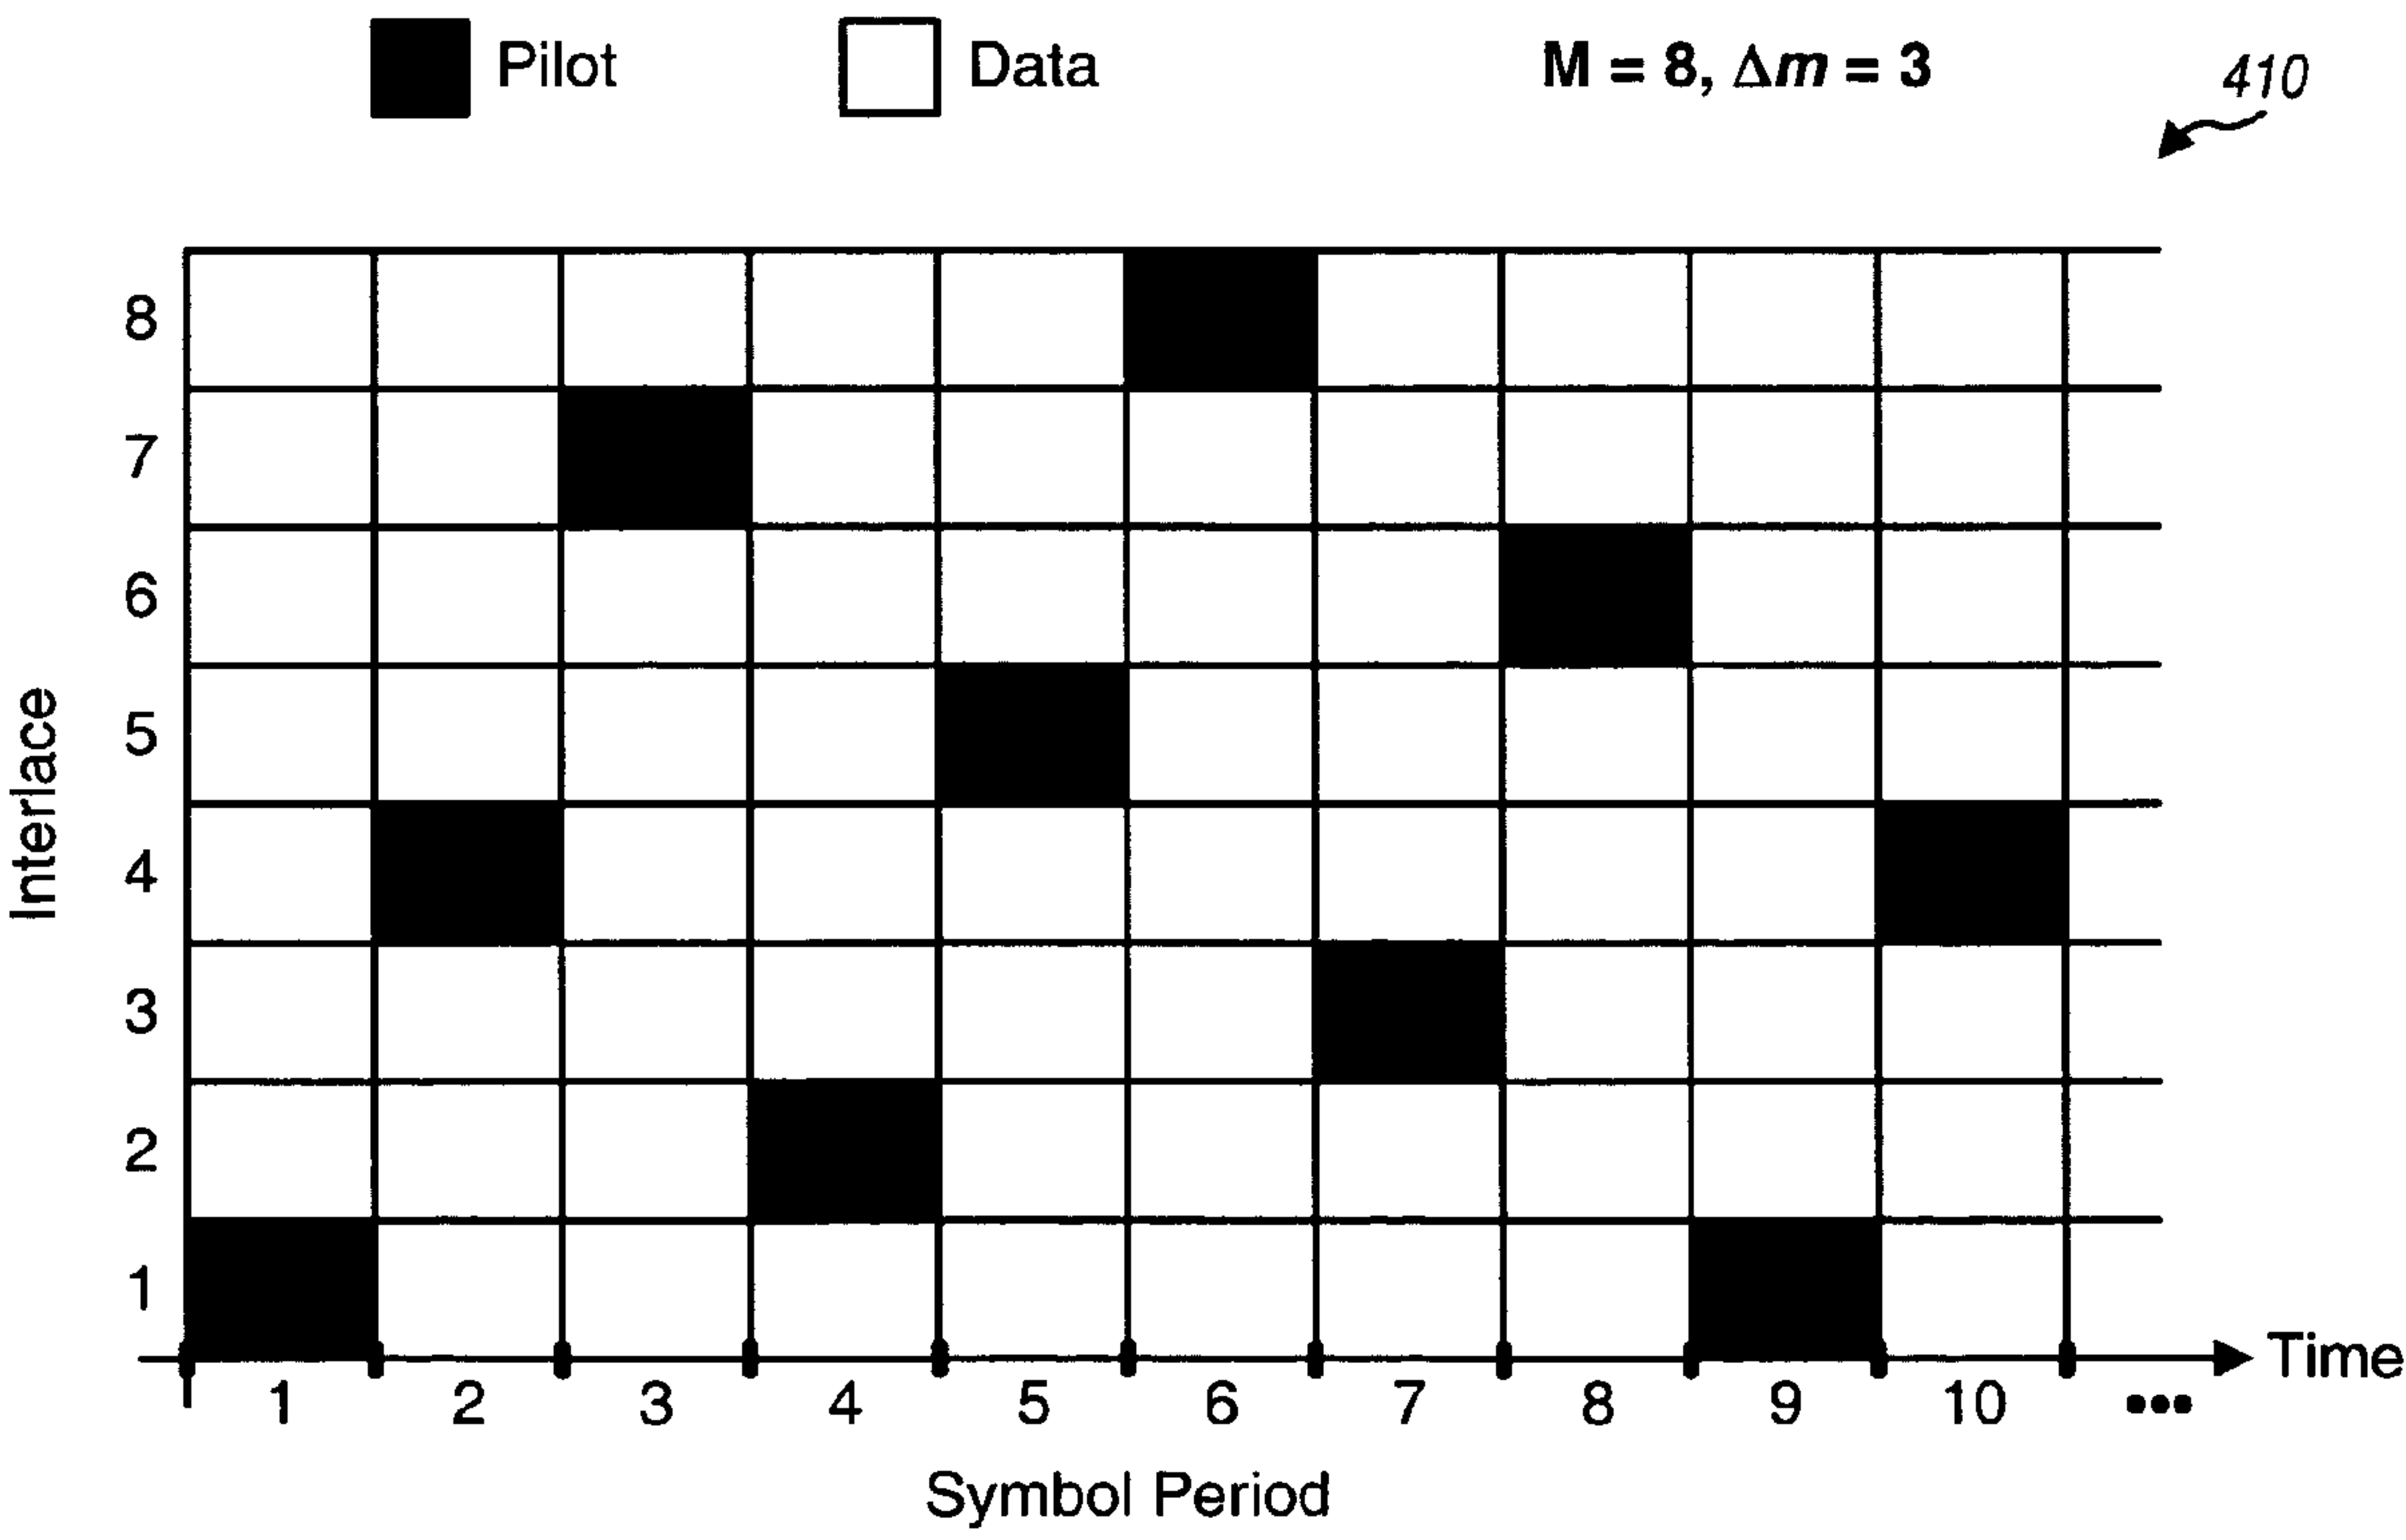 Pilot
Data
M = 8, Δm = 3
410
8
7
6
5
4
3
2
1
Interlace
1 2 3 4 5 6 7 8 9 10 •••
Time
Symbol Period